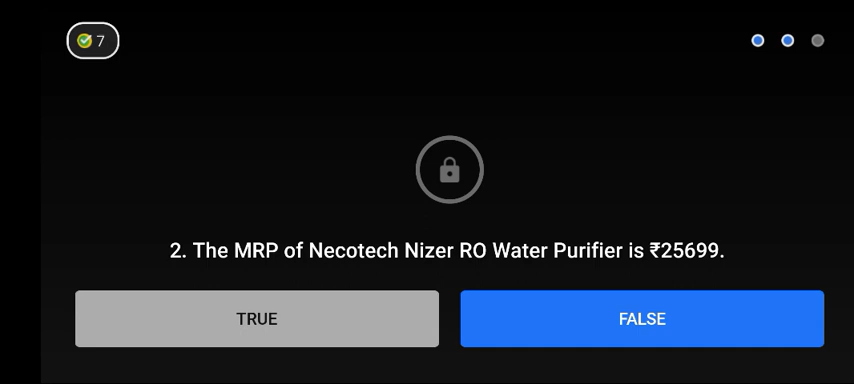 7
2. The MRP of Necotech Nizer RO Water Purifier is ₹25699.
TRUE
FALSE